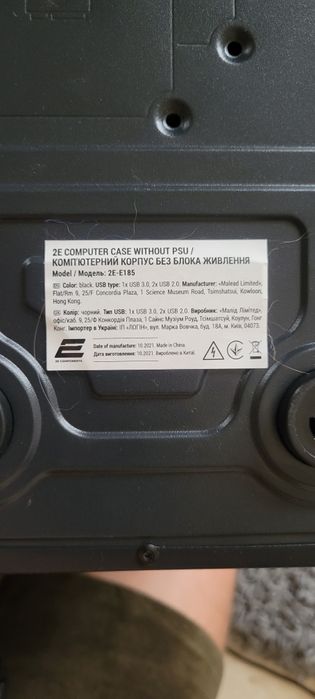 2E COMPUTER CASE WITHOUT PSU /
КОМП'ЮТЕРНИЙ КОРПУС БЕЗ БЛОКА ЖИВЛЕННЯ
Model / Модель: 2E-E185
Color: black. USB type: 1x USB 3.0, 2x USB 2.0. Manufacturer: «Malead Limited»,
Flat/Rm 9, 25/F Concordia Plaza, 1 Science Museum Road, Tsimshatsui, Kowloon,
Hong Kong.
Колір: чорний. Тип USB: 1x USB 3.0, 2x USB 2.0. Виробник: «Малід Лімітед»,
офіс/каб. 9, 25/Ф Конкордія Плаза, 1 Сайнс Музіум Роуд, Тсімшатсуй, Коулун, Гонг
Конг. Імпортер в Україні: ІП «ЛОГІН», вул. Марка Вовчка, буд. 18А, м. Київ, 04073.
2E COMPONENTS
Date of manufacture: 10.2021. Made in China.
Дата виготовлення: 10.2021. Вироблено в Китаї.